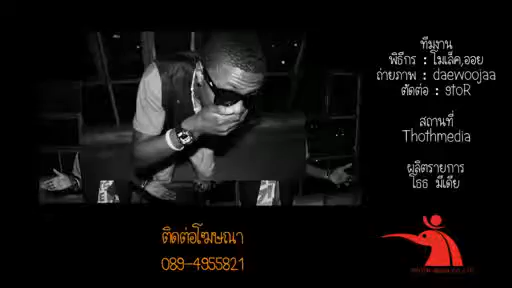 ทีมงาน
พิธีกร : โมเล็ค,ออย
ถ่ายภาพ : daewoojaa
ตัดต่อ : gtoR
สถานที่
Thothmedia
ผลิตรายการ
โธธ มีเดีย
ติดต่อโฆษณา
089-4955821